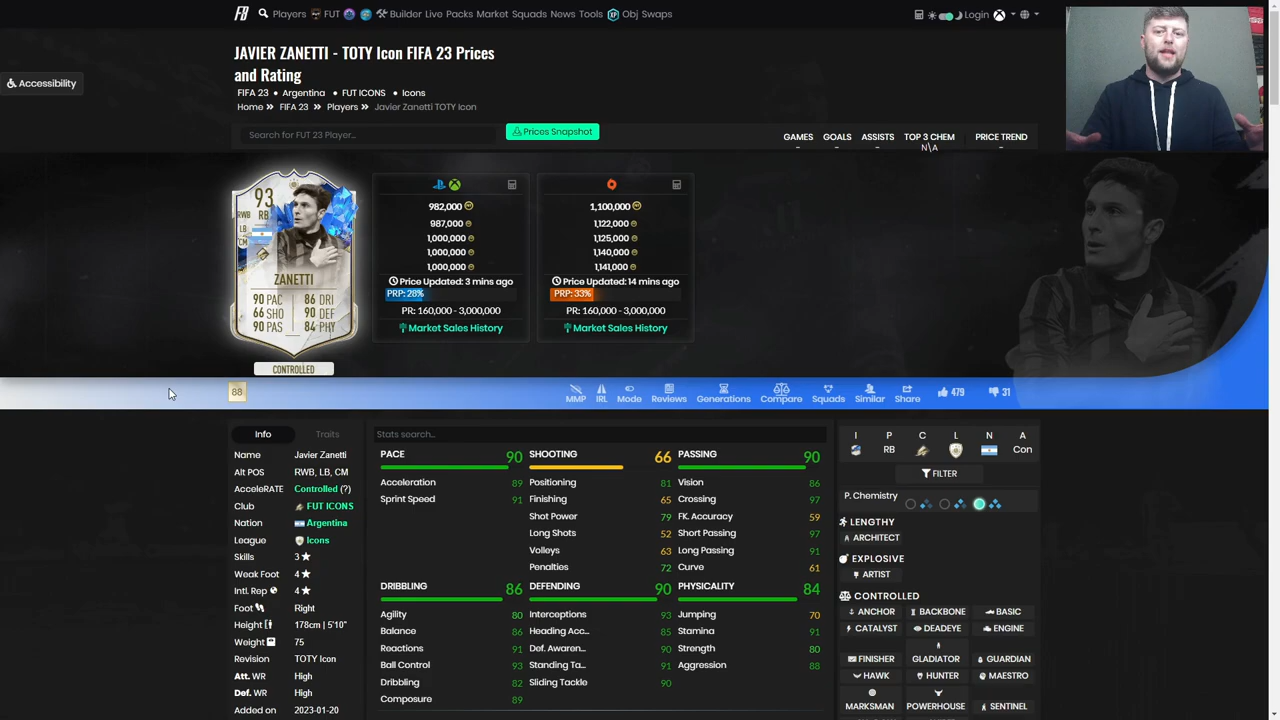 F8 Players FUT Builder Live Packs Market Squads News Tools XP Obj Swaps Login
JAVIER ZANETTI - TOTY Icon FIFA 23 Prices
and Rating
Accessibility
FIFA 23 • Argentina • FUT ICONS • Icons
Home » FIFA 23 » Players » Javier Zanetti TOTY Icon
Search for FUT 23 Player...
Prices Snapshot
GAMES GOALS ASSISTS TOP 3 CHEM PRICE TREND
- - - N\A -
93
RB
RWB
LB
CM
ZANETTI
90 PAC 86 DRI
66 SHO 90 DEF
90 PAS 84 PHY
CONTROLLED
982,000
987,000
1,000,000
1,000,000
1,000,000
Price Updated: 3 mins ago
PRP: 28%
PR: 160,000 - 3,000,000
Market Sales History
1,100,000
1,122,000
1,125,000
1,140,000
1,141,000
Price Updated: 14 mins ago
PRP: 33%
PR: 160,000 - 3,000,000
Market Sales History
88
MMP IRL Mode Reviews Generations Compare Squads Similar Share 479 31
Info Traits
Name Javier Zanetti
Alt POS RWB, LB, CM
AcceleRATE Controlled (?)
Club FUT ICONS
Nation Argentina
League Icons
Skills 3
Weak Foot 4
Intl. Rep 4
Foot Right
Height 178cm | 5'10"
Weight 75
Revision TOTY Icon
Att. WR High
Def. WR High
Added on 2023-01-20
Stats search...
PACE 90
Acceleration 89
Sprint Speed 91
SHOOTING 66
Positioning 81
Finishing 65
Shot Power 79
Long Shots 52
Volleys 63
Penalties 72
PASSING 90
Vision 86
Crossing 97
FK. Accuracy 59
Short Passing 97
Long Passing 91
Curve 61
DRIBBLING 86
Agility 80
Balance 86
Reactions 91
Ball Control 93
Dribbling 82
Composure 89
DEFENDING 90
Interceptions 93
Heading Acc... 85
Def. Awaren... 90
Standing Ta... 91
Sliding Tackle 90
PHYSICALITY 84
Jumping 70
Stamina 91
Strength 80
Aggression 88
I P C L N A
RB Con
FILTER
P. Chemistry
LENGTHY
ARCHITECT
EXPLOSIVE
ARTIST
CONTROLLED
ANCHOR BACKBONE BASIC
CATALYST DEADEYE ENGINE
FINISHER GLADIATOR GUARDIAN
HAWK HUNTER MAESTRO
MARKSMAN POWERHOUSE SENTINEL